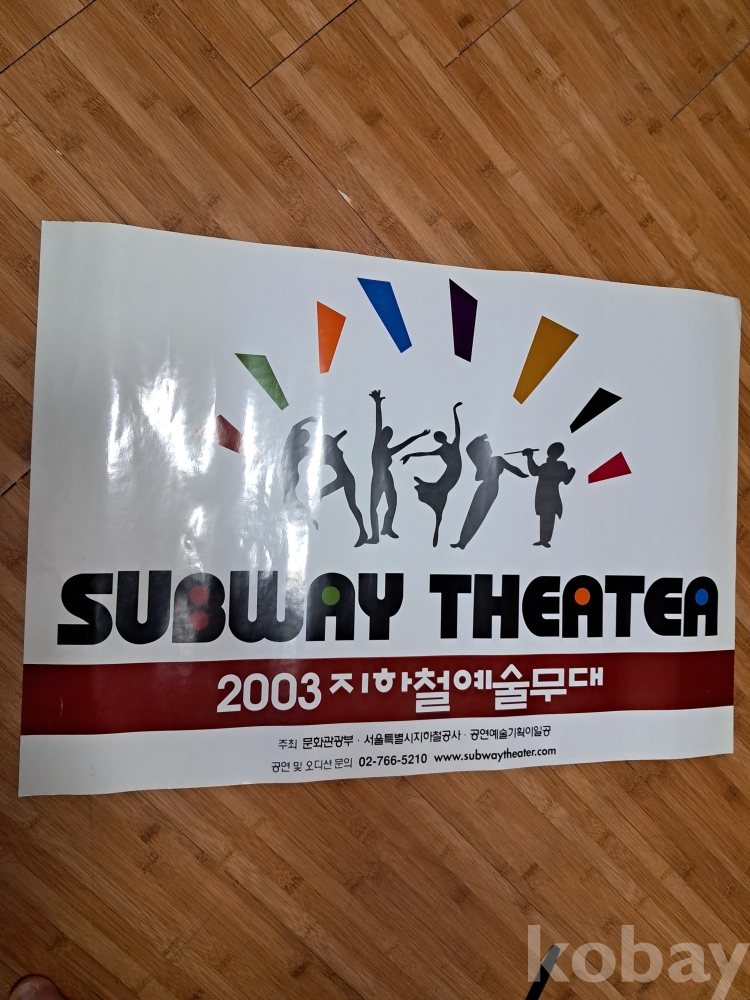 SUBWAY THEATEA
2003 지하철예술무대
주최 문화관광부 · 서울특별시지하철공사 · 공연예술기획이일공
공연 및 오디션 문의 02-766-5210 www.subwaytheater.com
kobay